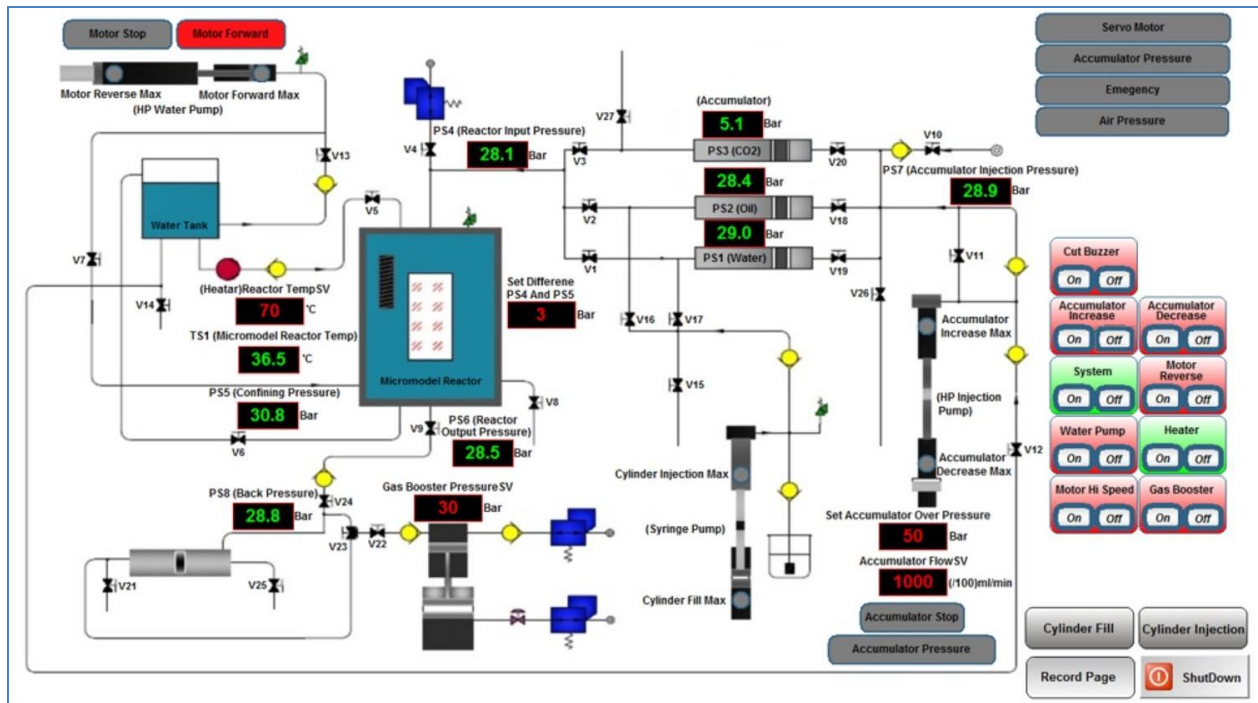 Motor Stop
Motor Forward
Servo Motor
Accumulator Pressure
Emegency
Air Pressure
Motor Reverse Max
Motor Forward Max
(HP Water Pump)
(Accumulator)
5.1 Bar
PS3 (CO2)
V27
V10
V20
V3
V4
PS4 (Reactor Input Pressure)
28.1 Bar
V13
PS7 (Accumulator Injection Pressure)
28.9 Bar
28.4 Bar
PS2 (Oil)
V2
V18
V5
Water Tank
29.0 Bar
PS1 (Water)
V1
V19
V11
V7
V14
(Heatar)Reactor TempSV
70 °C
TS1 (Micromodel Reactor Temp)
36.5 °C
Set Differene
PS4 And PS5
3 Bar
V16
V17
V26
V15
Micromodel Reactor
PS5 (Confining Pressure)
30.8 Bar
V6
V8
V9
PS6 (Reactor
Output Pressure)
28.5 Bar
Accumulator
Increase Max
(HP Injection
Pump)
Accumulator
Decrease Max
V12
Cut Buzzer
On Off
Accumulator
Increase
On Off
Accumulator
Decrease
On Off
System
On Off
Motor
Reverse
On Off
Water Pump
On Off
Heater
On Off
Motor Hi Speed
On Off
Gas Booster
On Off
PS8 (Back Pressure)
28.8 Bar
V24
V23
V22
V21
V25
Gas Booster PressureSV
30 Bar
Cylinder Injection Max
(Syringe Pump)
Cylinder Fill Max
Set Accumulator Over Pressure
50 Bar
Accumulator FlowSV
1000 (/100)ml/min
Accumulator Stop
Accumulator Pressure
Cylinder Fill
Cylinder Injection
Record Page
ShutDown